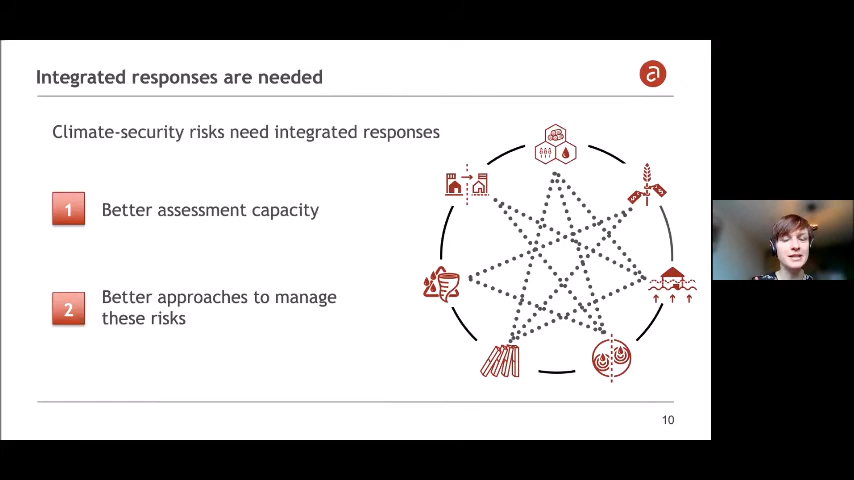 Integrated responses are needed
a
Climate-security risks need integrated responses
1
Better assessment capacity
2
Better approaches to manage
these risks
10